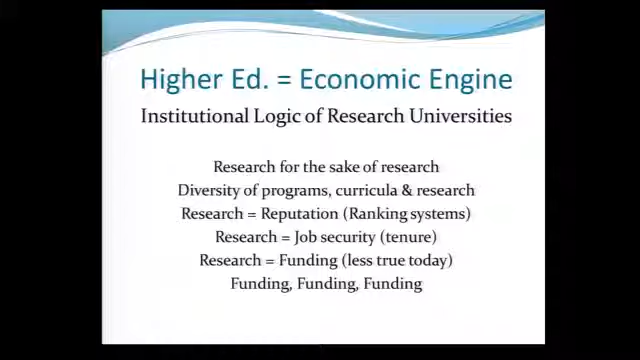 Higher Ed. = Economic Engine
Institutional Logic of Research Universities
Research for the sake of research
Diversity of programs, curricula & research
Research = Reputation (Ranking systems)
Research = Job security (tenure)
Research = Funding (less true today)
Funding, Funding, Funding